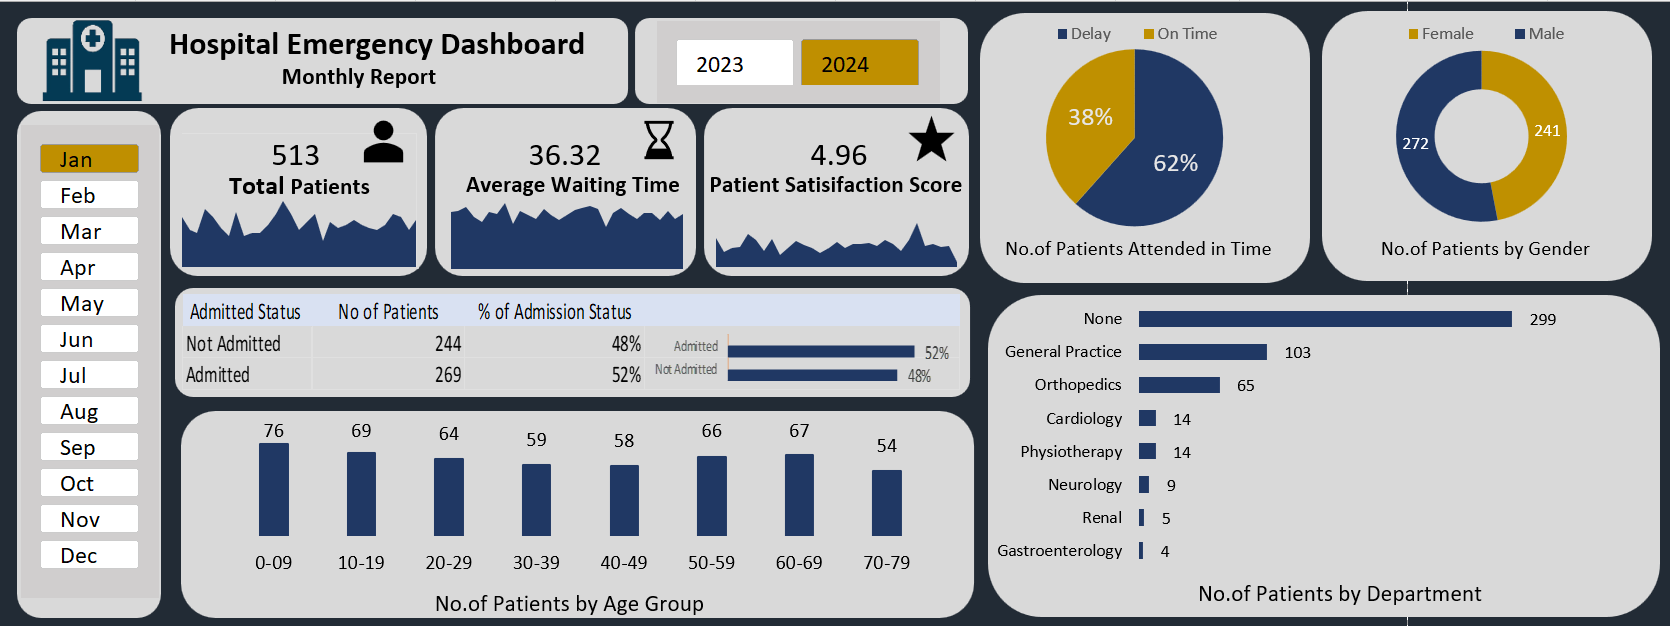 Hospital Emergency Dashboard
Monthly Report
2023
2024
Jan
Feb
Mar
Apr
May
Jun
Jul
Aug
Sep
Oct
Nov
Dec
513
Total Patients
36.32
Average Waiting Time
4.96
Patient Satisifaction Score
Delay On Time
38%
62%
No.of Patients Attended in Time
Female Male
272
241
No.of Patients by Gender
Admitted Status No of Patients % of Admission Status
Not Admitted 244 48%
Admitted 269 52%
Admitted 52%
Not Admitted 48%
76 69 64 59 58 66 67 54
0-09 10-19 20-29 30-39 40-49 50-59 60-69 70-79
No.of Patients by Age Group
None 299
General Practice 103
Orthopedics 65
Cardiology 14
Physiotherapy 14
Neurology 9
Renal 5
Gastroenterology 4
No.of Patients by Department